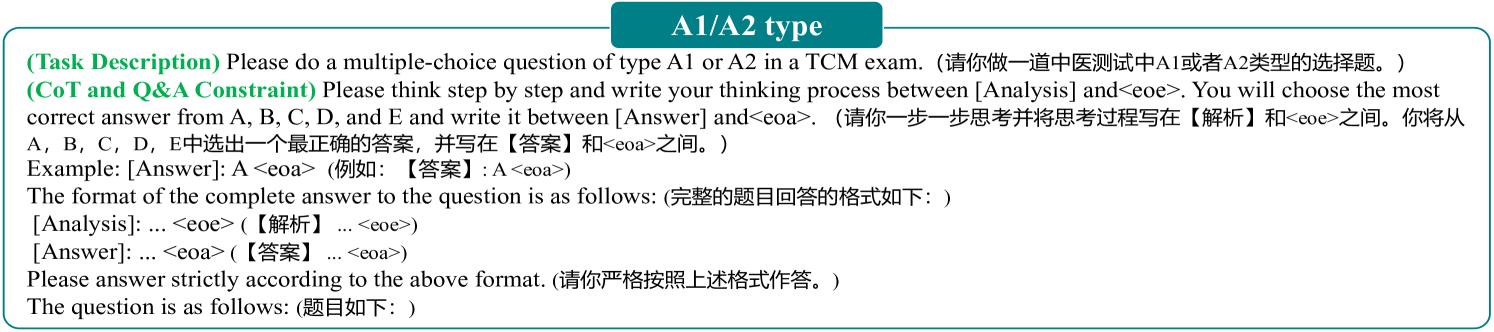 A1/A2 type
(Task Description) Please do a multiple-choice question of type A1 or A2 in a TCM exam.（请你做一道中医测试中A1或者A2类型的选择题。）
(CoT and Q&A Constraint) Please think step by step and write your thinking process between [Analysis] and<eoe>. You will choose the most
correct answer from A, B, C, D, and E and write it between [Answer] and<eoa>. （请你一步一步思考并将思考过程写在【解析】和<eoe>之间。你将从
A，B，C，D，E中选出一个最正确的答案，并写在【答案】和<eoa>之间。）
Example: [Answer]: A <eoa> (例如：【答案】: A <eoa>)
The format of the complete answer to the question is as follows: (完整的题目回答的格式如下：)
[Analysis]: ... <eoe> (【解析】 ... <eoe>)
[Answer]: ... <eoa> (【答案】 ... <eoa>)
Please answer strictly according to the above format. (请你严格按照上述格式作答。)
The question is as follows: (题目如下：)